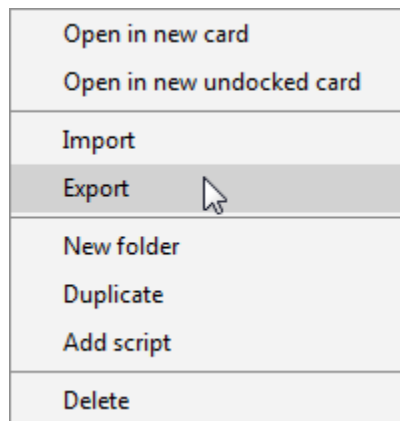 Open in new card
Open in new undocked card
Import
Export
New folder
Duplicate
Add script
Delete